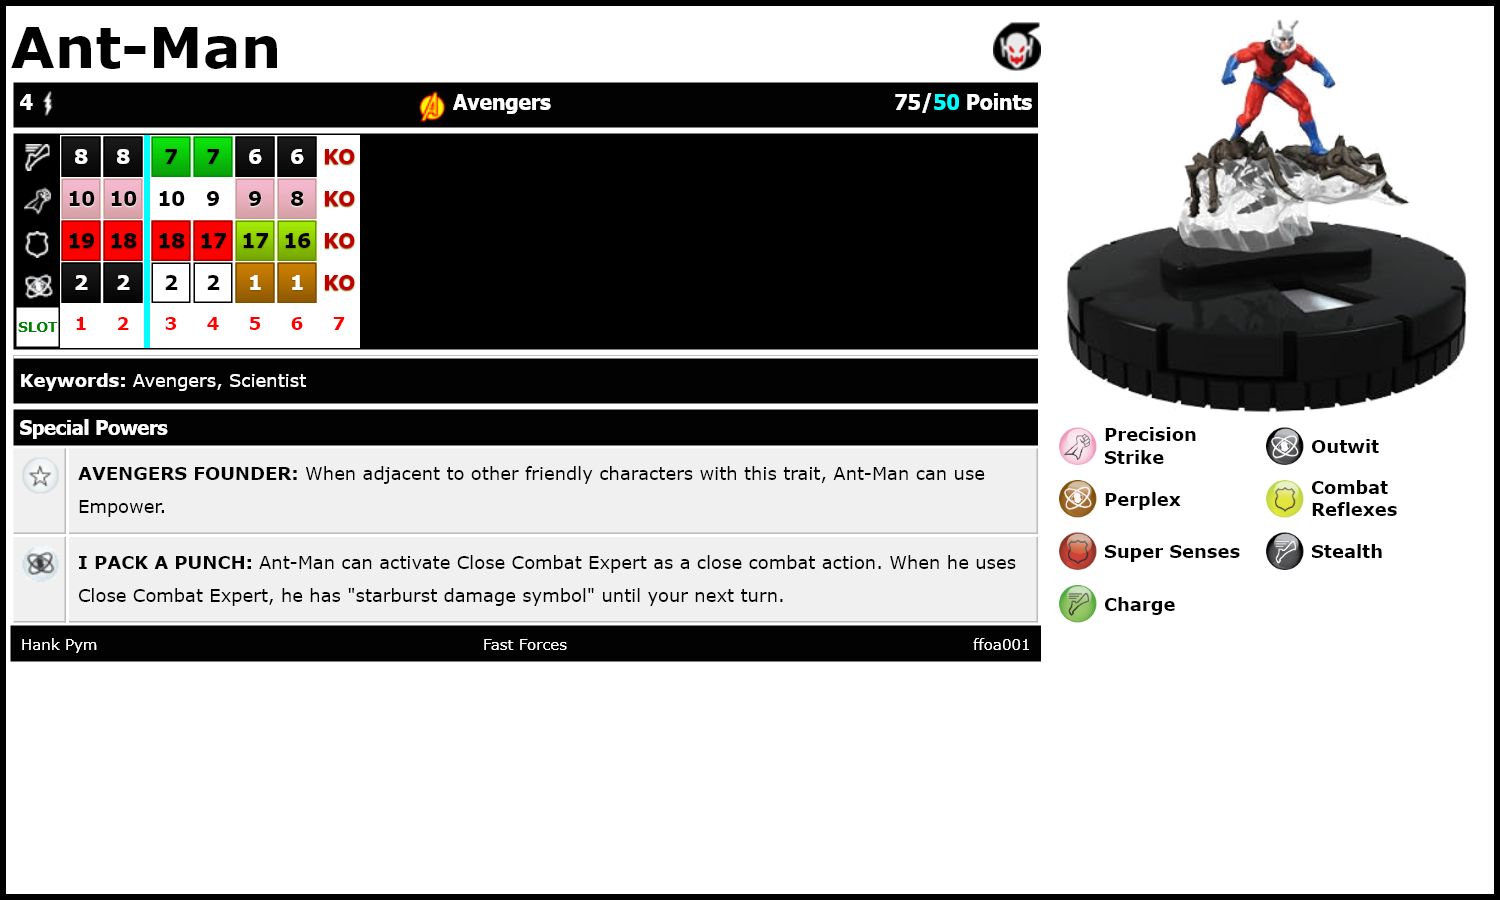 Ant-Man
4 Avengers 75/50 Points
8 8 7 7 6 6 KO
10 10 10 9 9 8 KO
19 18 18 17 17 16 KO
2 2 2 2 1 1 KO
SLOT 1 2 3 4 5 6 7
Keywords: Avengers, Scientist
Special Powers
AVENGERS FOUNDER: When adjacent to other friendly characters with this trait, Ant-Man can use
Empower.
I PACK A PUNCH: Ant-Man can activate Close Combat Expert as a close combat action. When he uses
Close Combat Expert, he has "starburst damage symbol" until your next turn.
Hank Pym Fast Forces ffoa001
Precision
Strike
Outwit
Perplex
Combat
Reflexes
Super Senses
Stealth
Charge